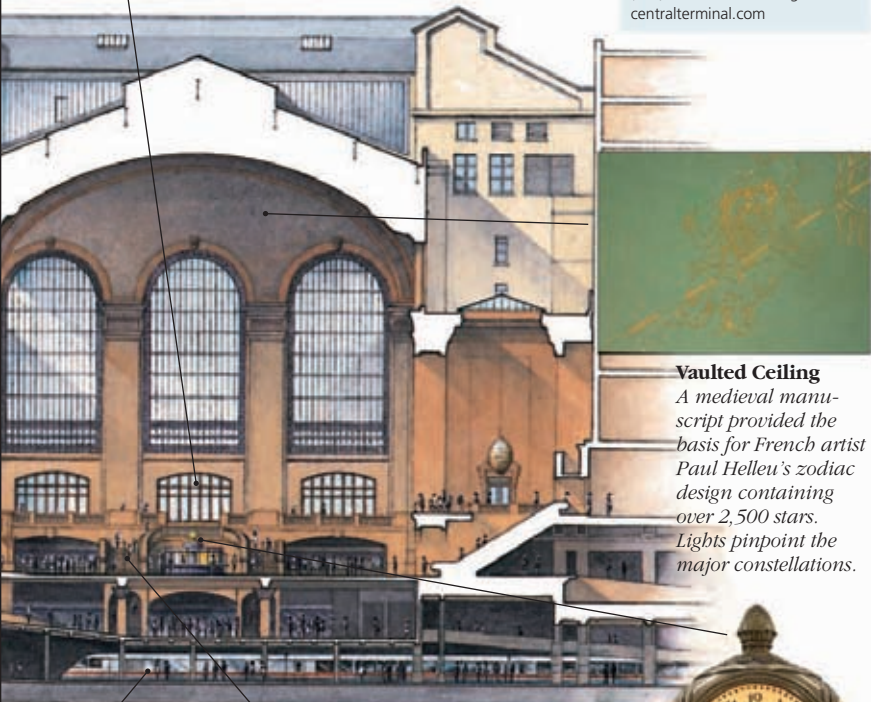 centralterminal.com
Vaulted Ceiling
A medieval manu-
script provided the
basis for French artist
Paul Helleu's zodiac
design containing
over 2,500 stars.
Lights pinpoint the
major constellations.
10